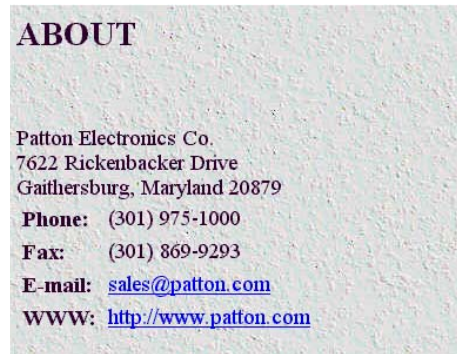 ABOUT
Patton Electronics Co.
7622 Rickenbacker Drive
Gaithersburg, Maryland 20879
Phone: (301) 975-1000
Fax: (301) 869-9293
E-mail: sales@patton.com
WWW: http://www.patton.com